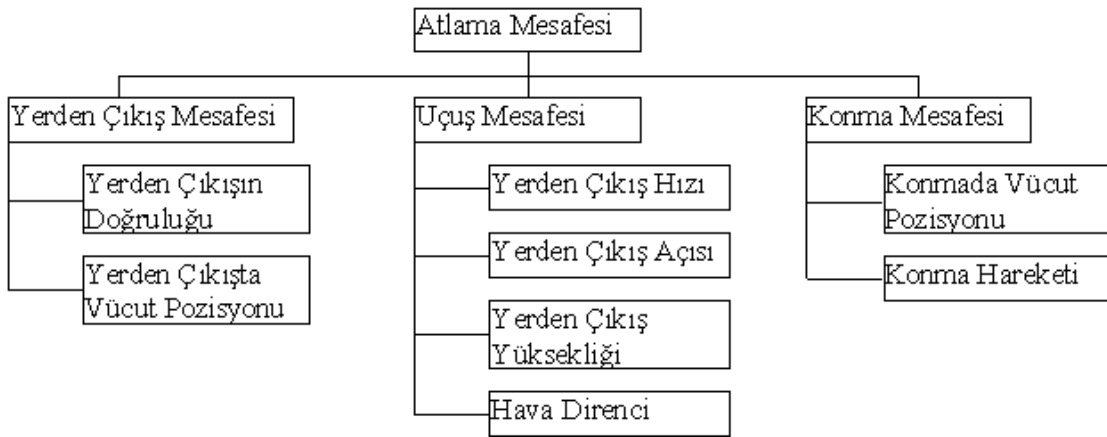 Atlama Mesafesi
Yerden Çıkış Mesafesi
Yerden Çıkışın
Doğruluğu
Yerden Çıkışta
Vücut Pozisyonu
Uçuş Mesafesi
Yerden Çıkış Hızı
Yerden Çıkış Açısı
Yerden Çıkış
Yüksekliği
Hava Direnci
Konma Mesafesi
Konmada Vücut
Pozisyonu
Konma Hareketi